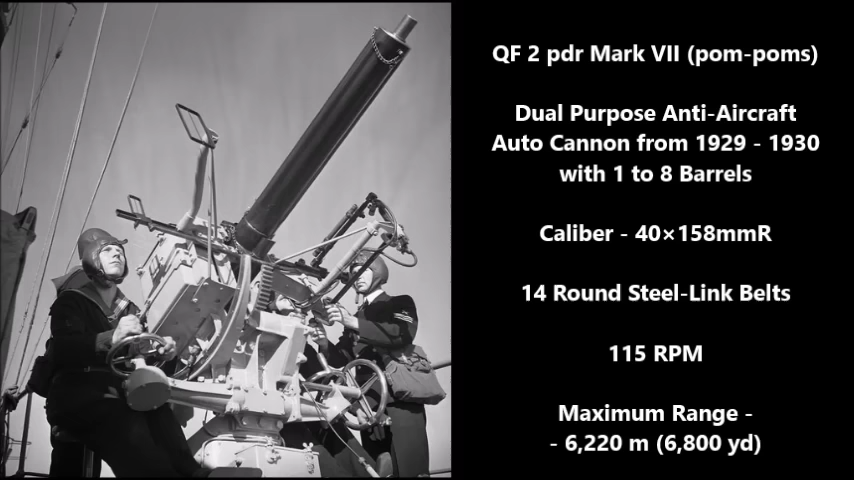 QF 2 pdr Mark VII (pom-poms)
Dual Purpose Anti-Aircraft
Auto Cannon from 1929 - 1930
with 1 to 8 Barrels
Caliber - 40×158mmR
14 Round Steel-Link Belts
115 RPM
Maximum Range -
- 6,220 m (6,800 yd)